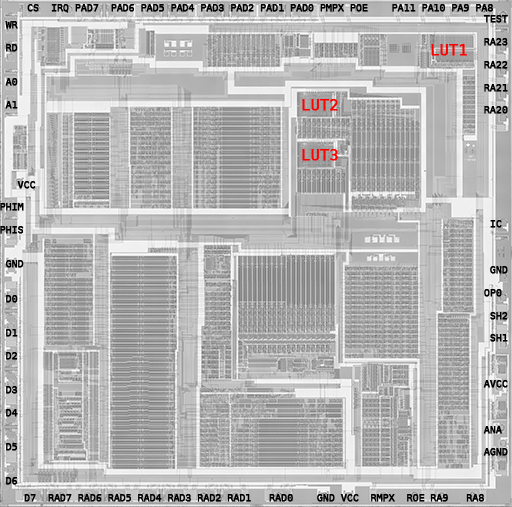 CS IRQ PAD7 PAD6 PAD5 PAD4 PAD3 PAD2 PAD1 PAD0 PMPX POE PA11 PA10 PA9 PA8
WR TEST
RD LUT1 RA23
RA22
A0 RA21
A1 LUT2 RA20
LUT3
VCC
PHIM
PHIS IC
GND GND
D0 OP0
D1 SH2
SH1
D2
D3 AVCC
D4
ANA
D5 AGND
D6
D7 RAD7 RAD6 RAD5 RAD4 RAD3 RAD2 RAD1 RAD0 GND VCC RMPX ROE RA9 RA8